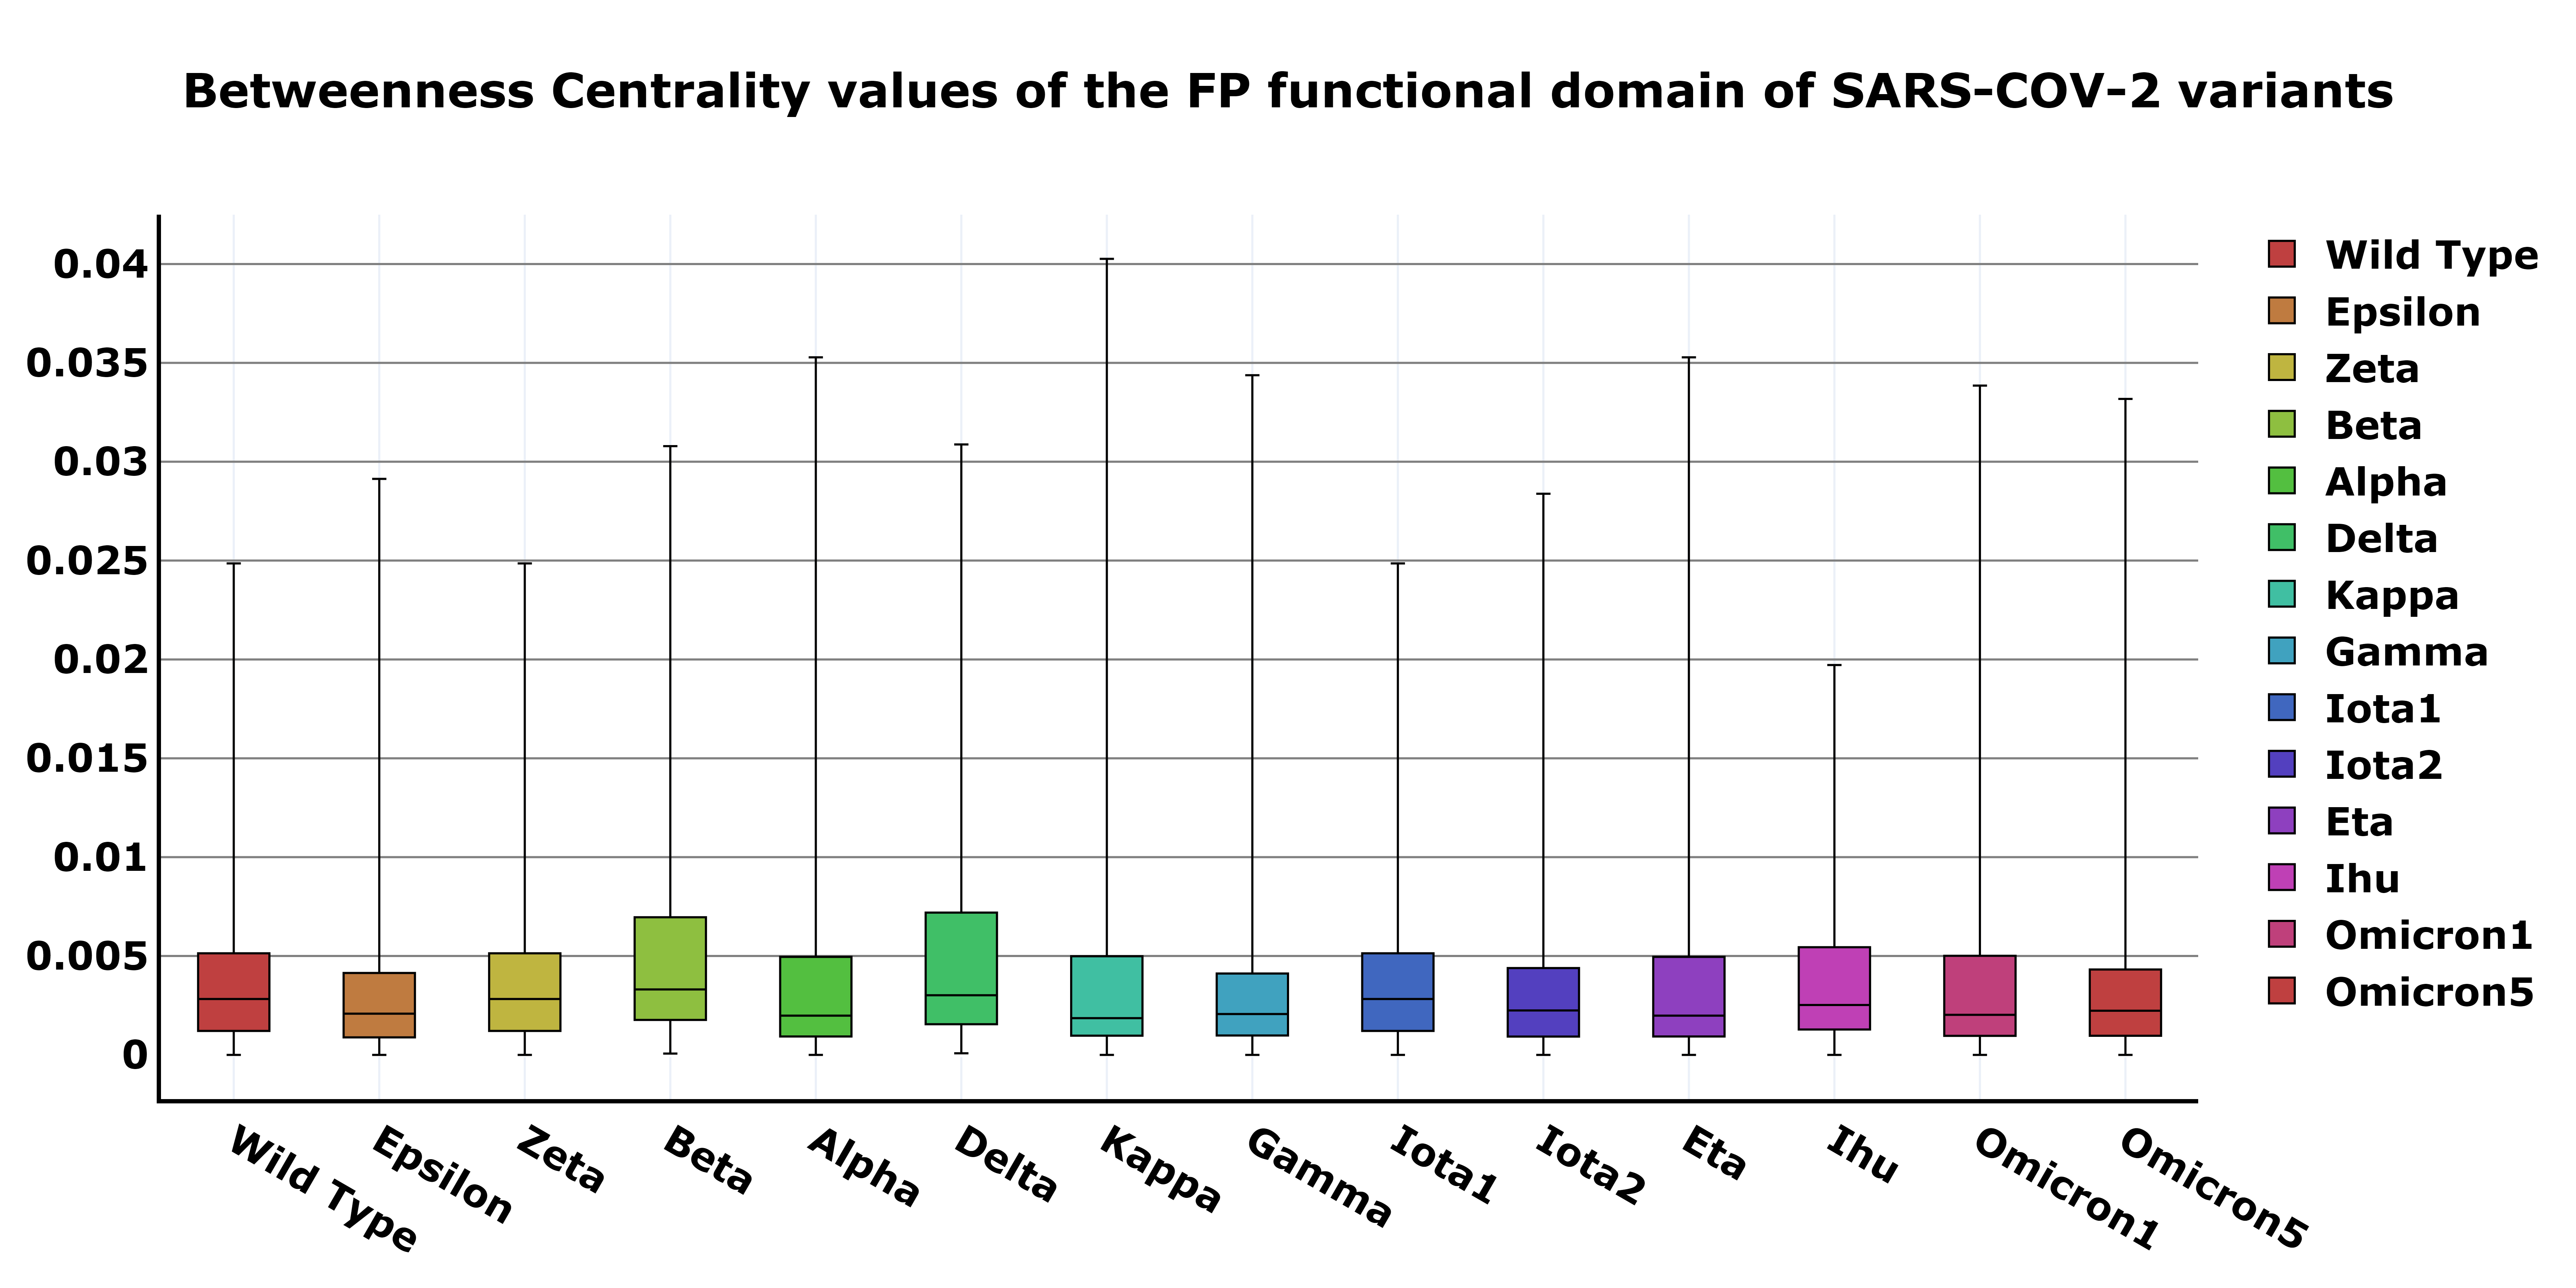 Betweenness Centrality values of the FP functional domain of SARS-COV-2 variants
0.04
0.035
0.03
0.025
0.02
0.015
0.01
0.005
0
Wild Type
Epsilon
Zeta
Beta
Alpha
Delta
Kappa
Gamma
Iota1
Iota2
Eta
Ihu
Omicron1
Omicron5
Wild Type
Epsilon
Zeta
Beta
Alpha
Delta
Kappa
Gamma
Iota1
Iota2
Eta
Ihu
Omicron1
Omicron5